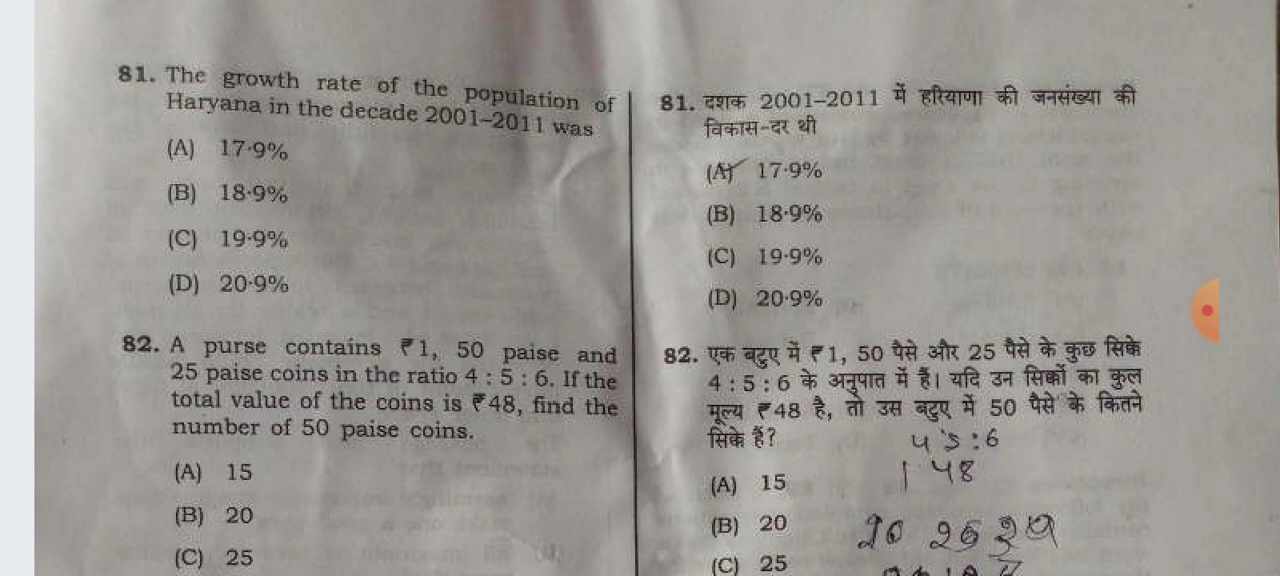 81. The growth rate of the population of
Haryana in the decade 2001–2011 was
(A) 17·9%
(B) 18·9%
(C) 19·9%
(D) 20·9%
82. A purse contains ₹1, 50 paise and
25 paise coins in the ratio 4 : 5 : 6. If the
total value of the coins is ₹48, find the
number of 50 paise coins.
(A) 15
(B) 20
(C) 25
81. दशक 2001–2011 में हरियाणा की जनसंख्या की
विकास-दर थी
(A) 17·9%
(B) 18·9%
(C) 19·9%
(D) 20·9%
82. एक बटुए में ₹1, 50 पैसे और 25 पैसे के कुछ सिक्के
4 : 5 : 6 के अनुपात में हैं। यदि उन सिक्कों का कुल
मूल्य ₹48 है, तो उस बटुए में 50 पैसे के कितने
सिक्के हैं?
4 5 : 6
48
(A) 15
(B) 20
(C) 25